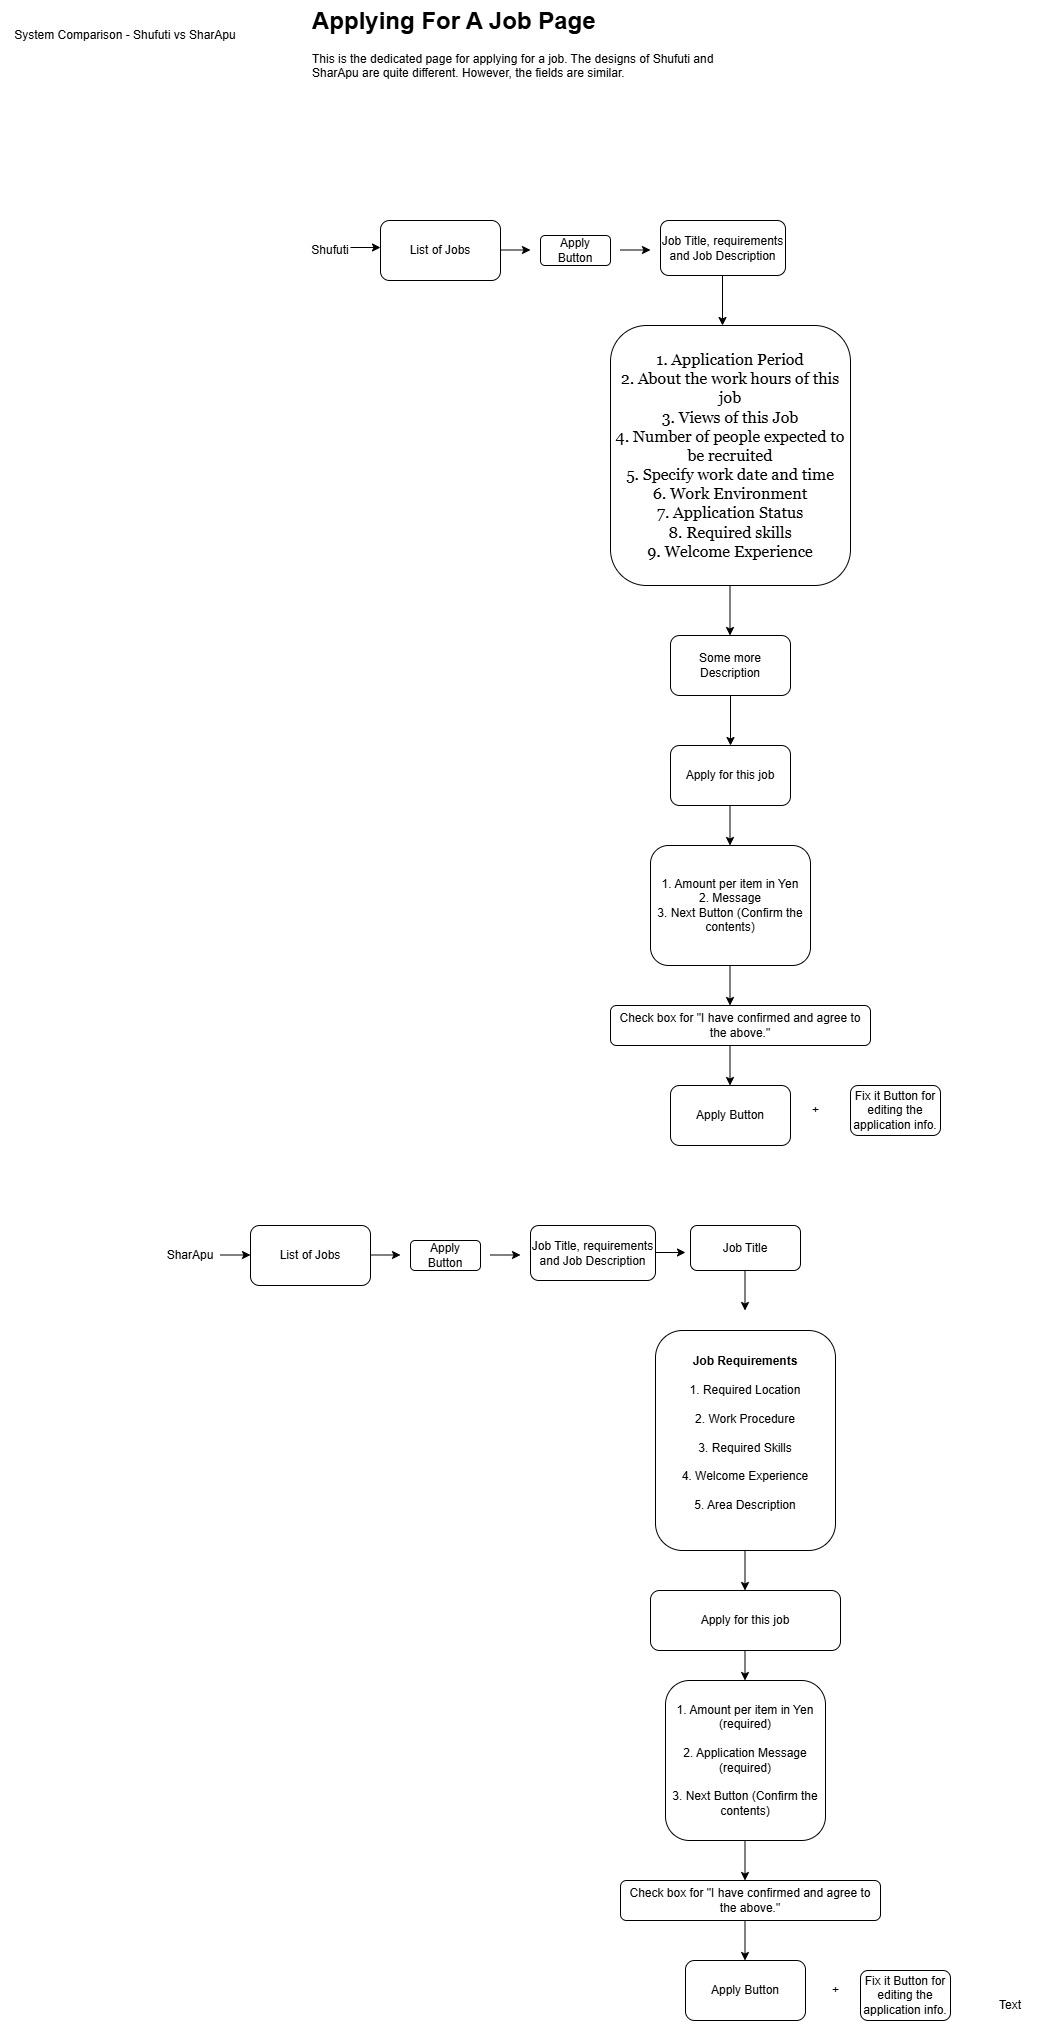 System Comparison - Shufuti vs SharApu
Applying For A Job Page
This is the dedicated page for applying for a job. The designs of Shufuti and
SharApu are quite different. However, the fields are similar.
Shufuti
List of Jobs
Apply
Button
Job Title, requirements
and Job Description
1. Application Period
2. About the work hours of this
job
3. Views of this Job
4. Number of people expected to
be recruited
5. Specify work date and time
6. Work Environment
7. Application Status
8. Required skills
9. Welcome Experience
Some more
Description
Apply for this job
1. Amount per item in Yen
2. Message
3. Next Button (Confirm the
contents)
Check box for "I have confirmed and agree to
the above."
Apply Button
+
Fix it Button for
editing the
application info.
SharApu
List of Jobs
Apply
Button
Job Title, requirements
and Job Description
Job Title
Job Requirements
1. Required Location
2. Work Procedure
3. Required Skills
4. Welcome Experience
5. Area Description
Apply for this job
1. Amount per item in Yen
(required)
2. Application Message
(required)
3. Next Button (Confirm the
contents)
Check box for "I have confirmed and agree to
the above."
Apply Button
+
Fix it Button for
editing the
application info.
Text